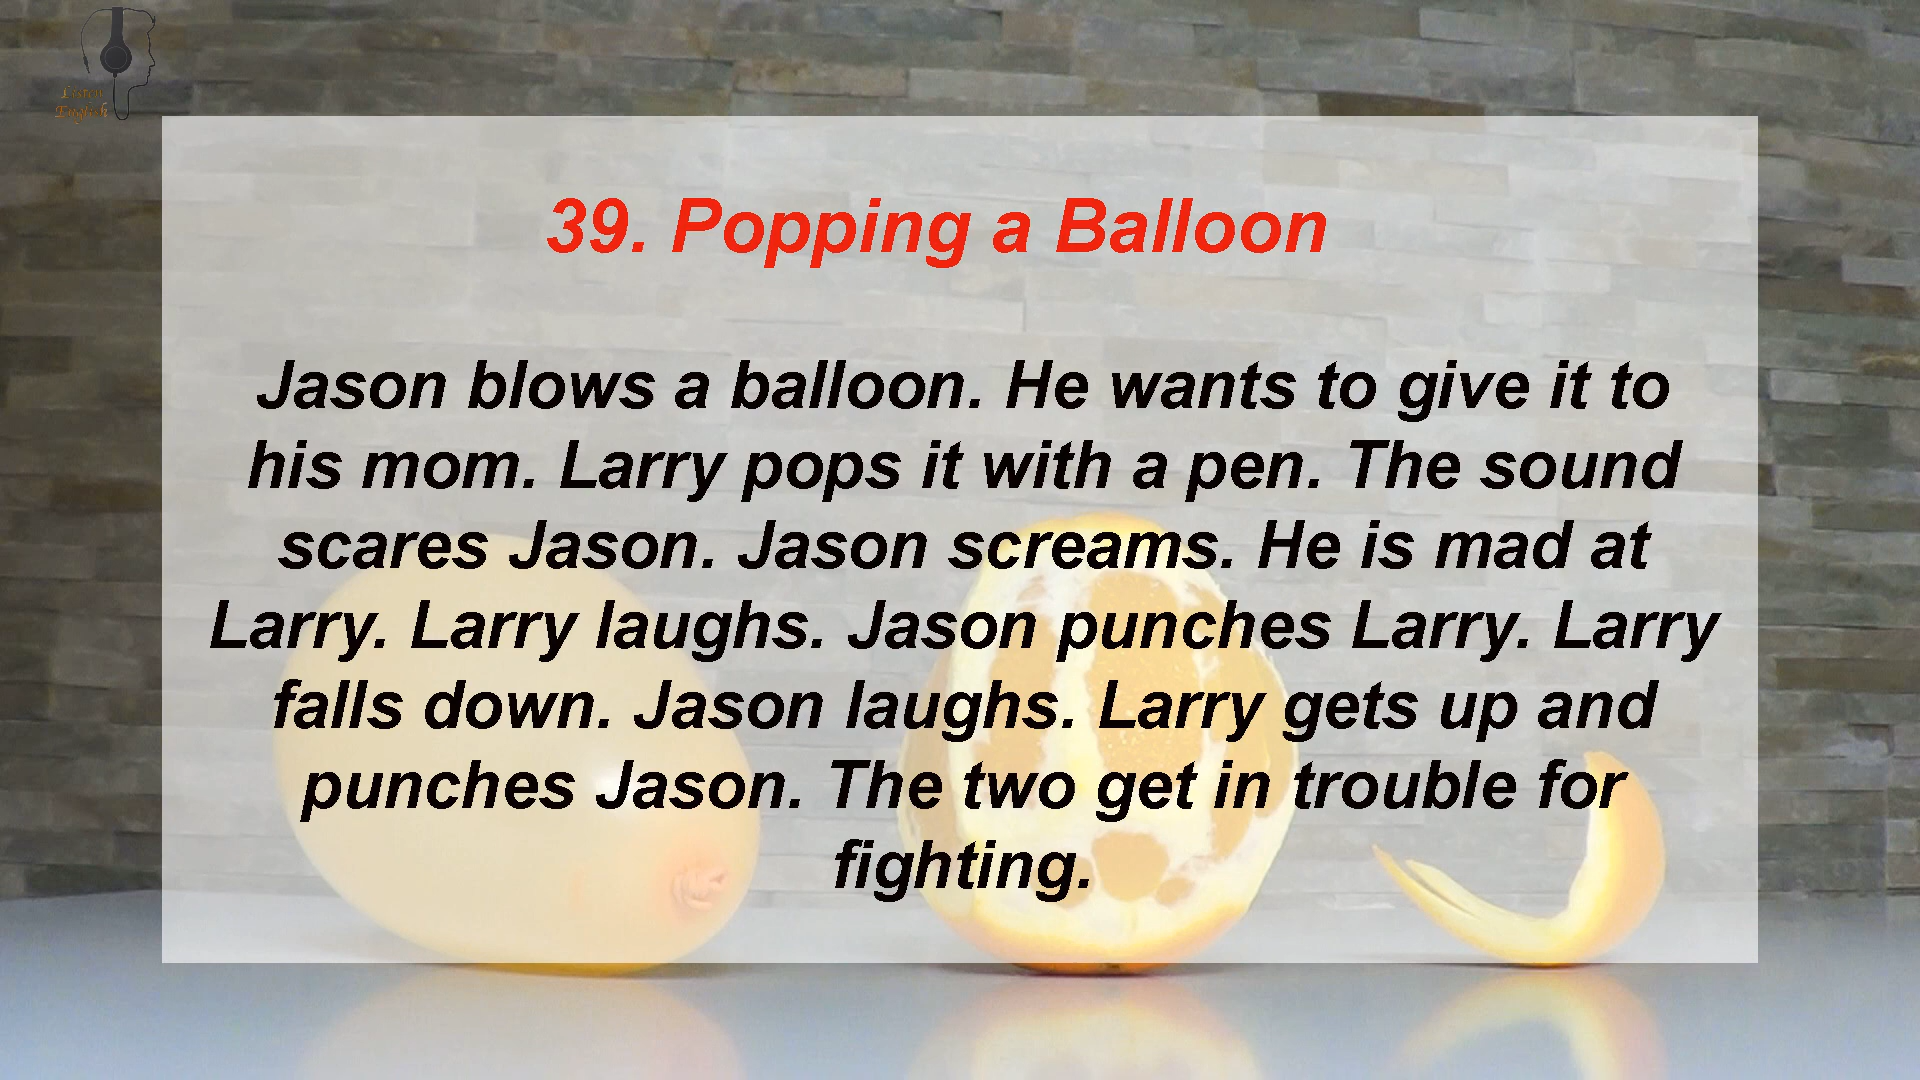 Listen
English
39. Popping a Balloon
Jason blows a balloon. He wants to give it to
his mom. Larry pops it with a pen. The sound
scares Jason. Jason screams. He is mad at
Larry. Larry laughs. Jason punches Larry. Larry
falls down. Jason laughs. Larry gets up and
punches Jason. The two get in trouble for
fighting.